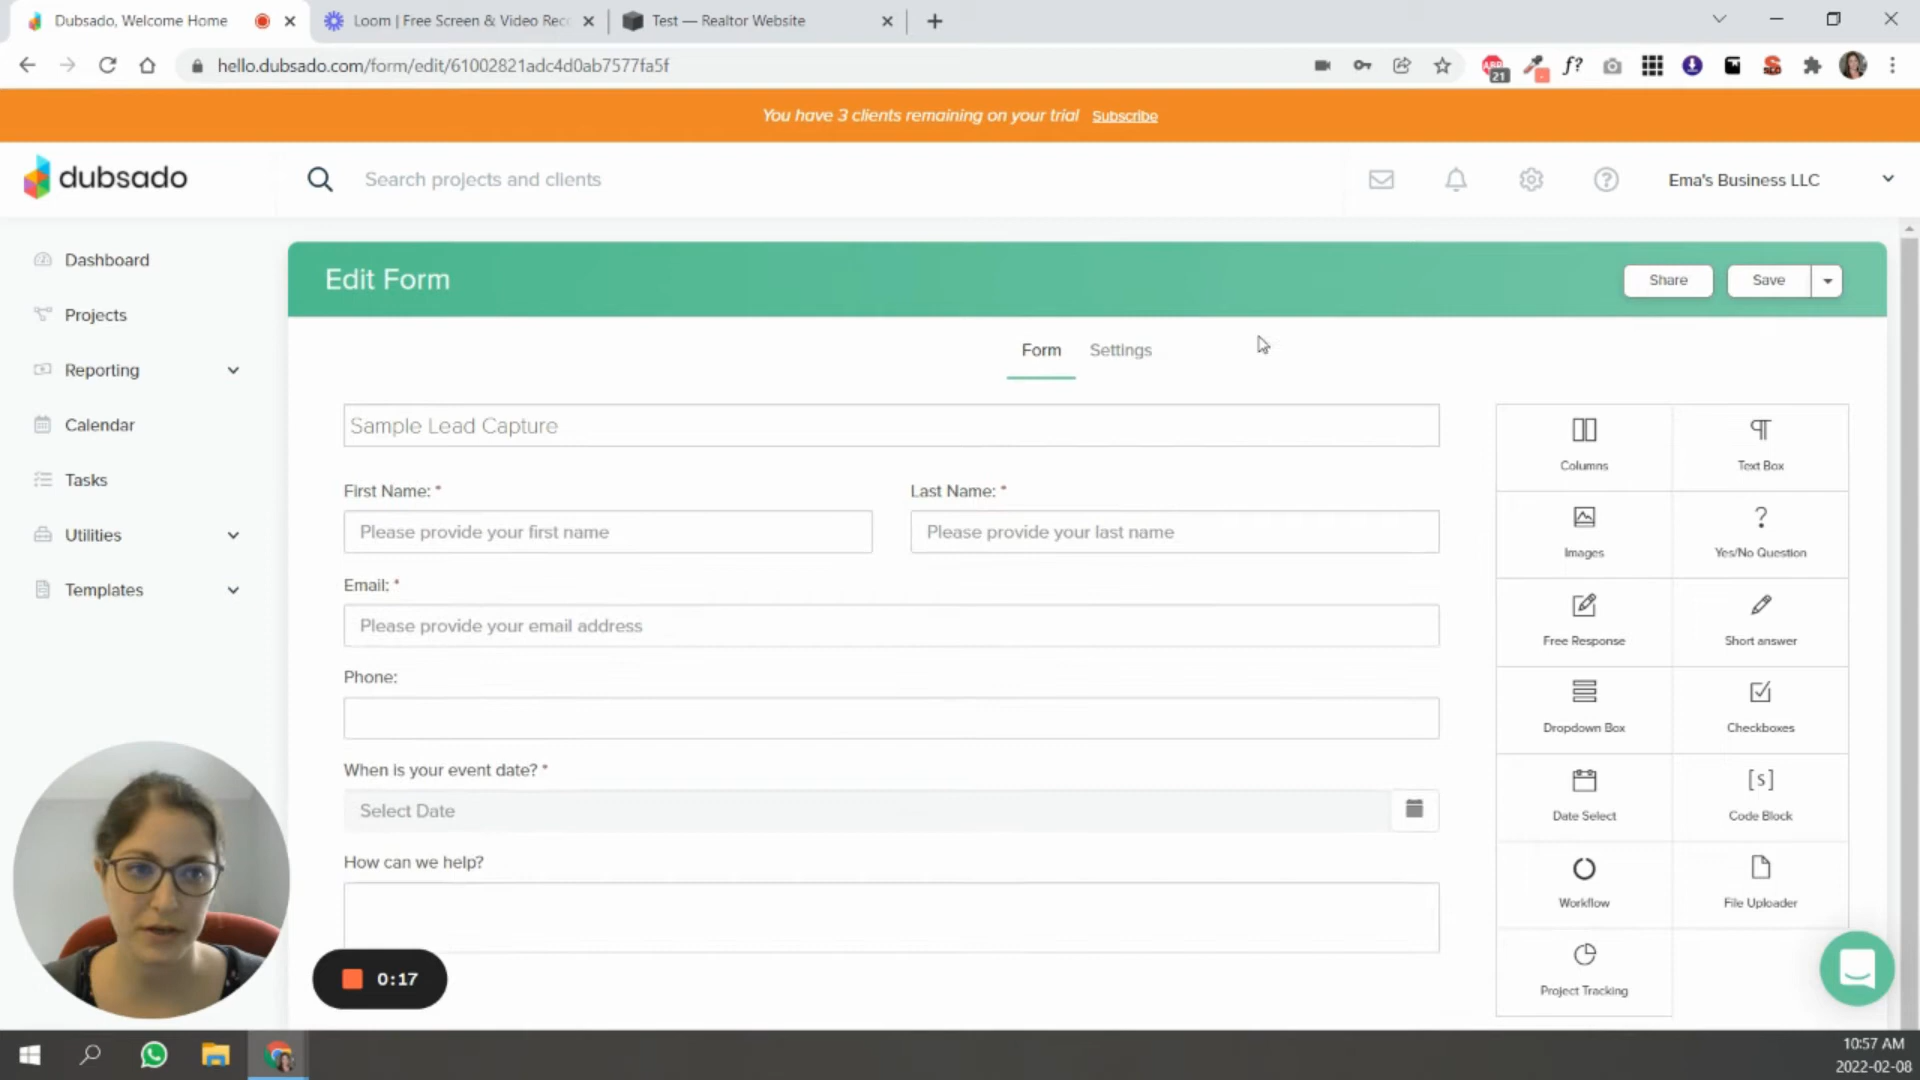 Dubsado, Welcome Home
Loom | Free Screen & Video Rec
Test — Realtor Website
hello.dubsado.com/form/edit/61002821adc4d0ab7577fa5f
ABP
21
f?
SEO
You have 3 clients remaining on your trial Subscribe
dubsado
Search projects and clients
Ema's Business LLC
Dashboard
Projects
Reporting
Calendar
Tasks
Utilities
Templates
Edit Form
Share
Save
Form
Settings
Sample Lead Capture
First Name: *
Last Name: *
Please provide your first name
Please provide your last name
Email: *
Please provide your email address
Phone:
When is your event date? *
Select Date
How can we help?
Columns
Text Box
Images
Yes/No Question
Free Response
Short answer
Dropdown Box
Checkboxes
Date Select
[s]
Code Block
Workflow
File Uploader
Project Tracking
0:17
10:57 AM
2022-02-08